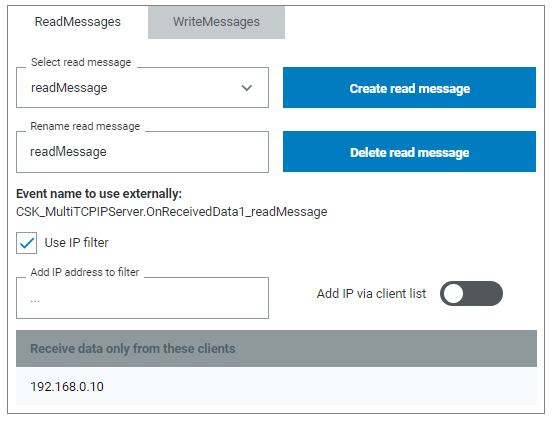 ReadMessages
WriteMessages
Select read message
readMessage
Create read message
Rename read message
readMessage
Delete read message
Event name to use externally:
CSK_MultiTCPIPServer.OnReceivedData1_readMessage
Use IP filter
Add IP address to filter
...
Add IP via client list
Receive data only from these clients
192.168.0.10